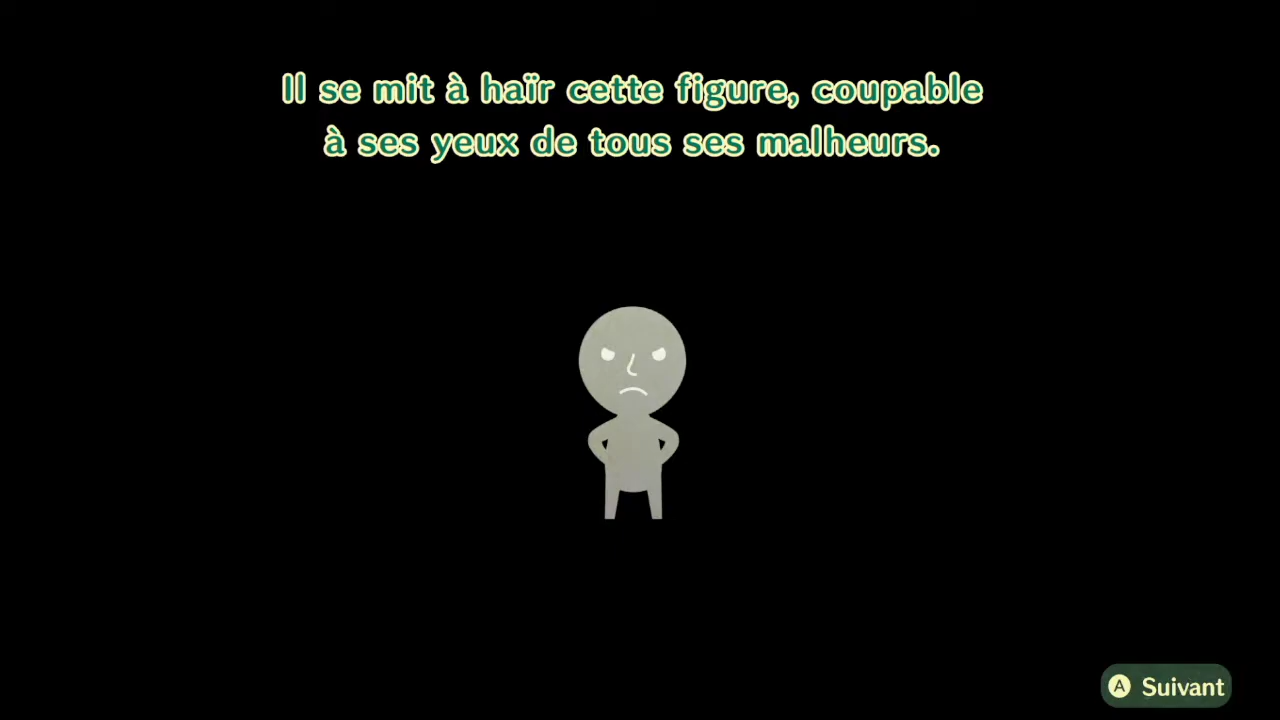 Il se mit à haïr cette figure, coupable
à ses yeux de tous ses malheurs.
A Suivant